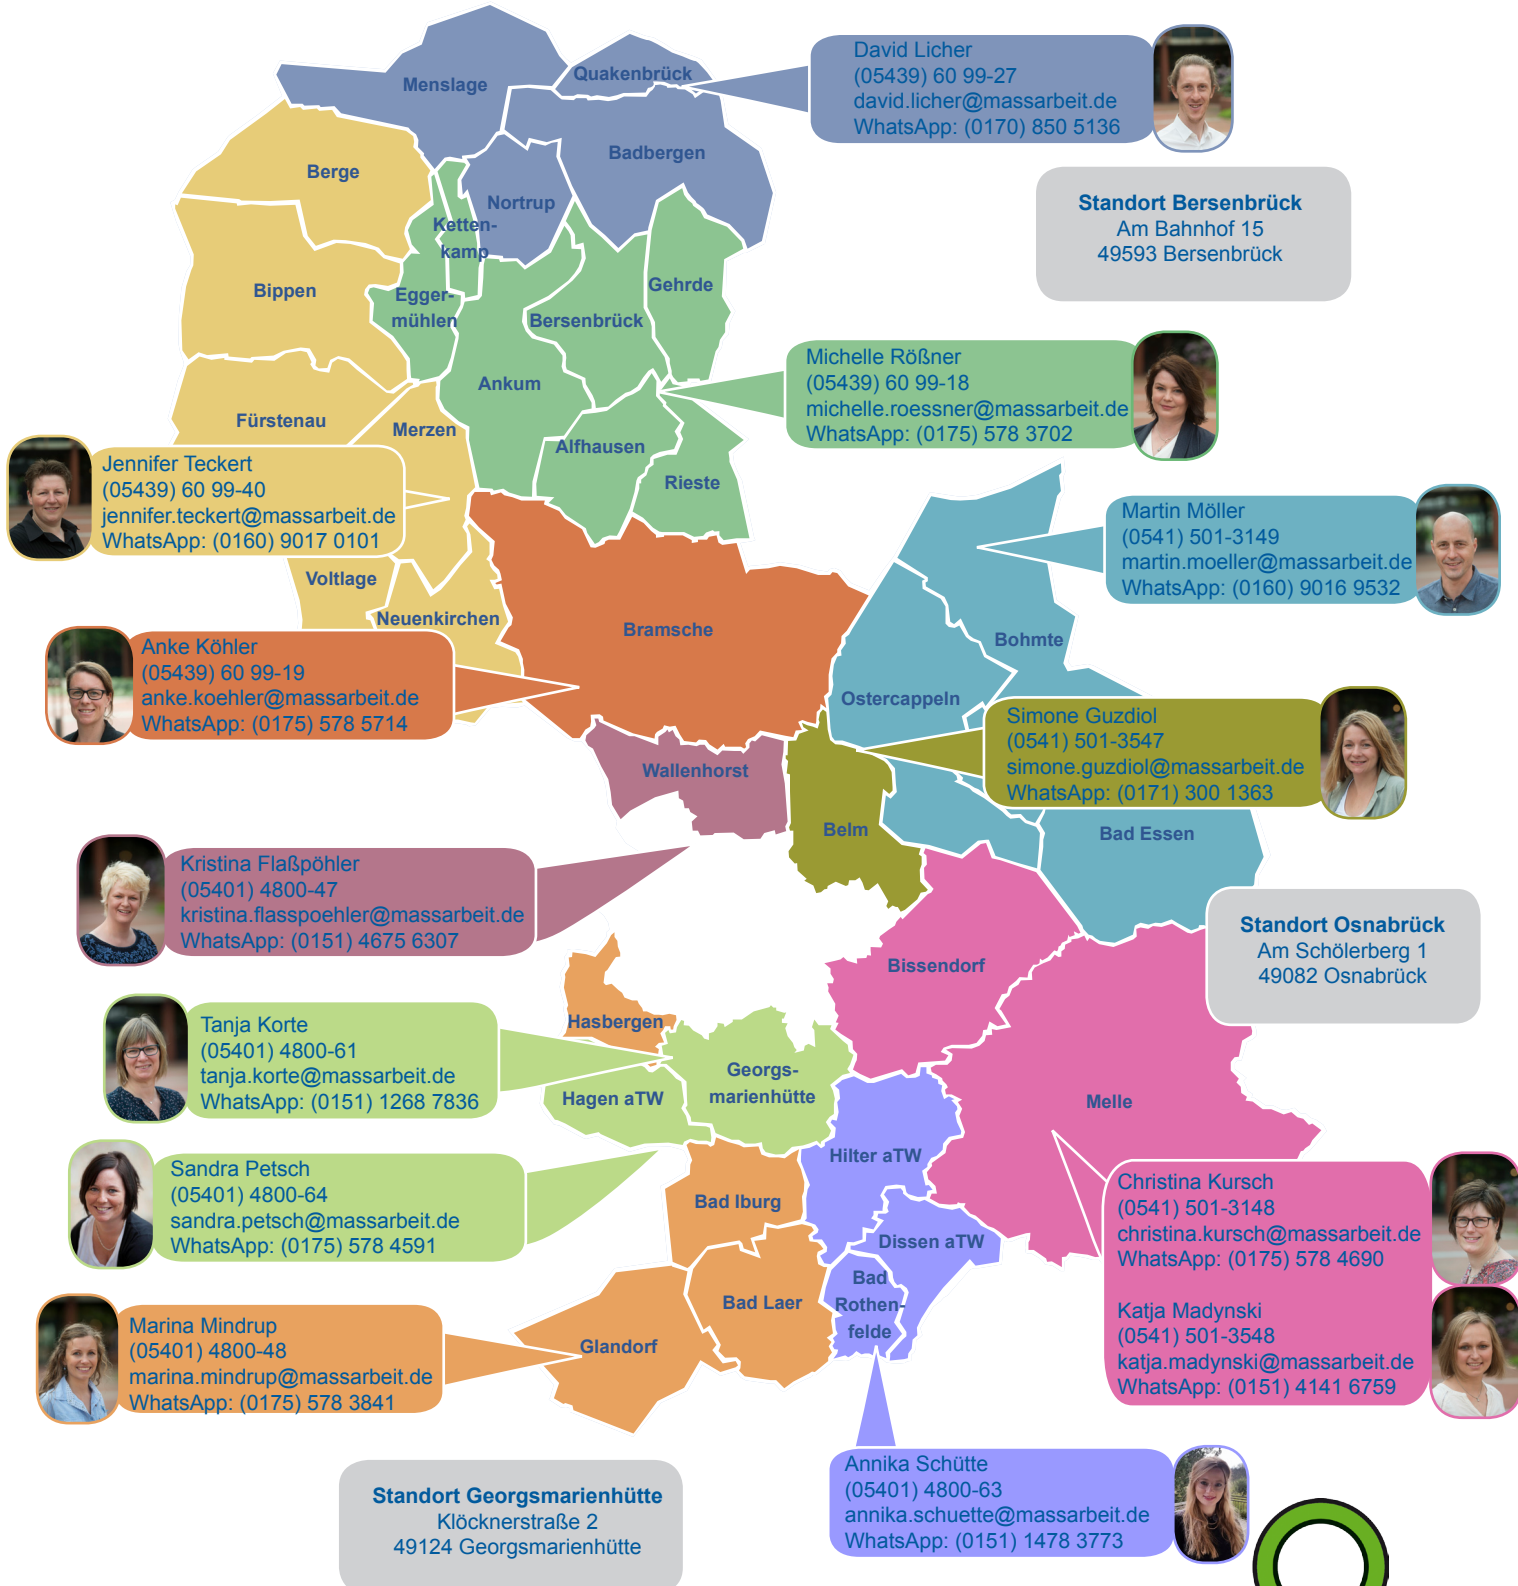 David Licher
(05439) 60 99-27
david.licher@massarbeit.de
WhatsApp: (0170) 850 5136
Menslage
Quakenbrück
Badbergen
Berge
Nortrup
Ketten-
kamp
Standort Bersenbrück
Am Bahnhof 15
49593 Bersenbrück
Bippen
Egger-
mühlen
Bersenbrück
Gehrde
Ankum
Michelle Rößner
(05439) 60 99-18
michelle.roessner@massarbeit.de
WhatsApp: (0175) 578 3702
Fürstenau
Merzen
Alfhausen
Rieste
Jennifer Teckert
(05439) 60 99-40
jennifer.teckert@massarbeit.de
WhatsApp: (0160) 9017 0101
Martin Möller
(0541) 501-3149
martin.moeller@massarbeit.de
WhatsApp: (0160) 9016 9532
Voltlage
Neuenkirchen
Bramsche
Bohmte
Ostercappeln
Anke Köhler
(05439) 60 99-19
anke.koehler@massarbeit.de
WhatsApp: (0175) 578 5714
Simone Guzdiol
(0541) 501-3547
simone.guzdiol@massarbeit.de
WhatsApp: (0171) 300 1363
Wallenhorst
Belm
Bad Essen
Kristina Flaßpöhler
(05401) 4800-47
kristina.flasspoehler@massarbeit.de
WhatsApp: (0151) 4675 6307
Standort Osnabrück
Am Schölerberg 1
49082 Osnabrück
Bissendorf
Hasbergen
Tanja Korte
(05401) 4800-61
tanja.korte@massarbeit.de
WhatsApp: (0151) 1268 7836
Georgs-
marienhütte
Hagen aTW
Melle
Hilter aTW
Sandra Petsch
(05401) 4800-64
sandra.petsch@massarbeit.de
WhatsApp: (0175) 578 4591
Bad Iburg
Dissen aTW
Christina Kursch
(0541) 501-3148
christina.kursch@massarbeit.de
WhatsApp: (0175) 578 4690
Katja Madynski
(0541) 501-3548
katja.madynski@massarbeit.de
WhatsApp: (0151) 4141 6759
Bad Laer
Bad
Rothen-
felde
Glandorf
Marina Mindrup
(05401) 4800-48
marina.mindrup@massarbeit.de
WhatsApp: (0175) 578 3841
Annika Schütte
(05401) 4800-63
annika.schuette@massarbeit.de
WhatsApp: (0151) 1478 3773
Standort Georgsmarienhütte
Klöcknerstraße 2
49124 Georgsmarienhütte